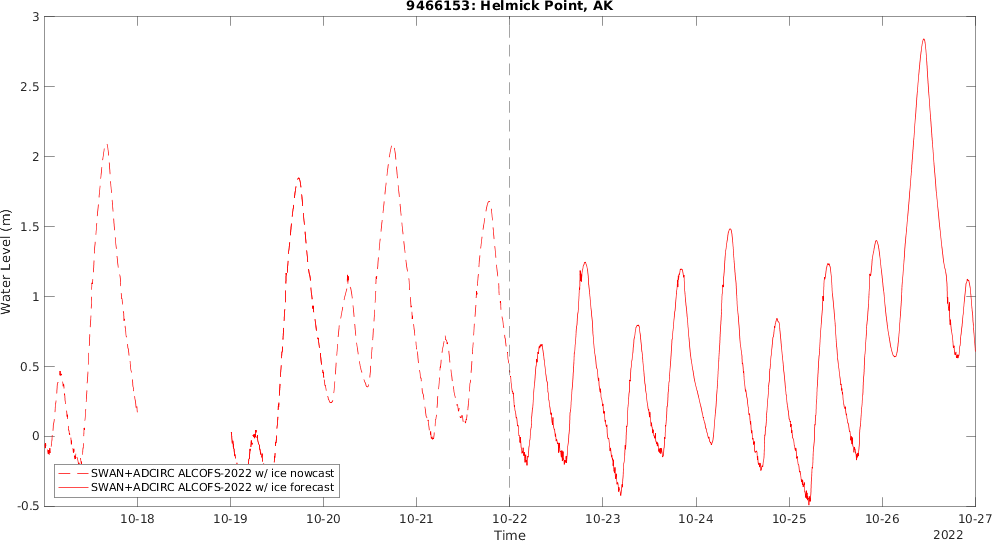 9466153: Helmick Point, AK
3
2.5
2
1.5
1
0.5
0
-0.5
Water Level (m)
SWAN+ADCIRC ALCOFS-2022 w/ ice nowcast
SWAN+ADCIRC ALCOFS-2022 w/ ice forecast
10-18 10-19 10-20 10-21 10-22 10-23 10-24 10-25 10-26 10-27
Time
2022